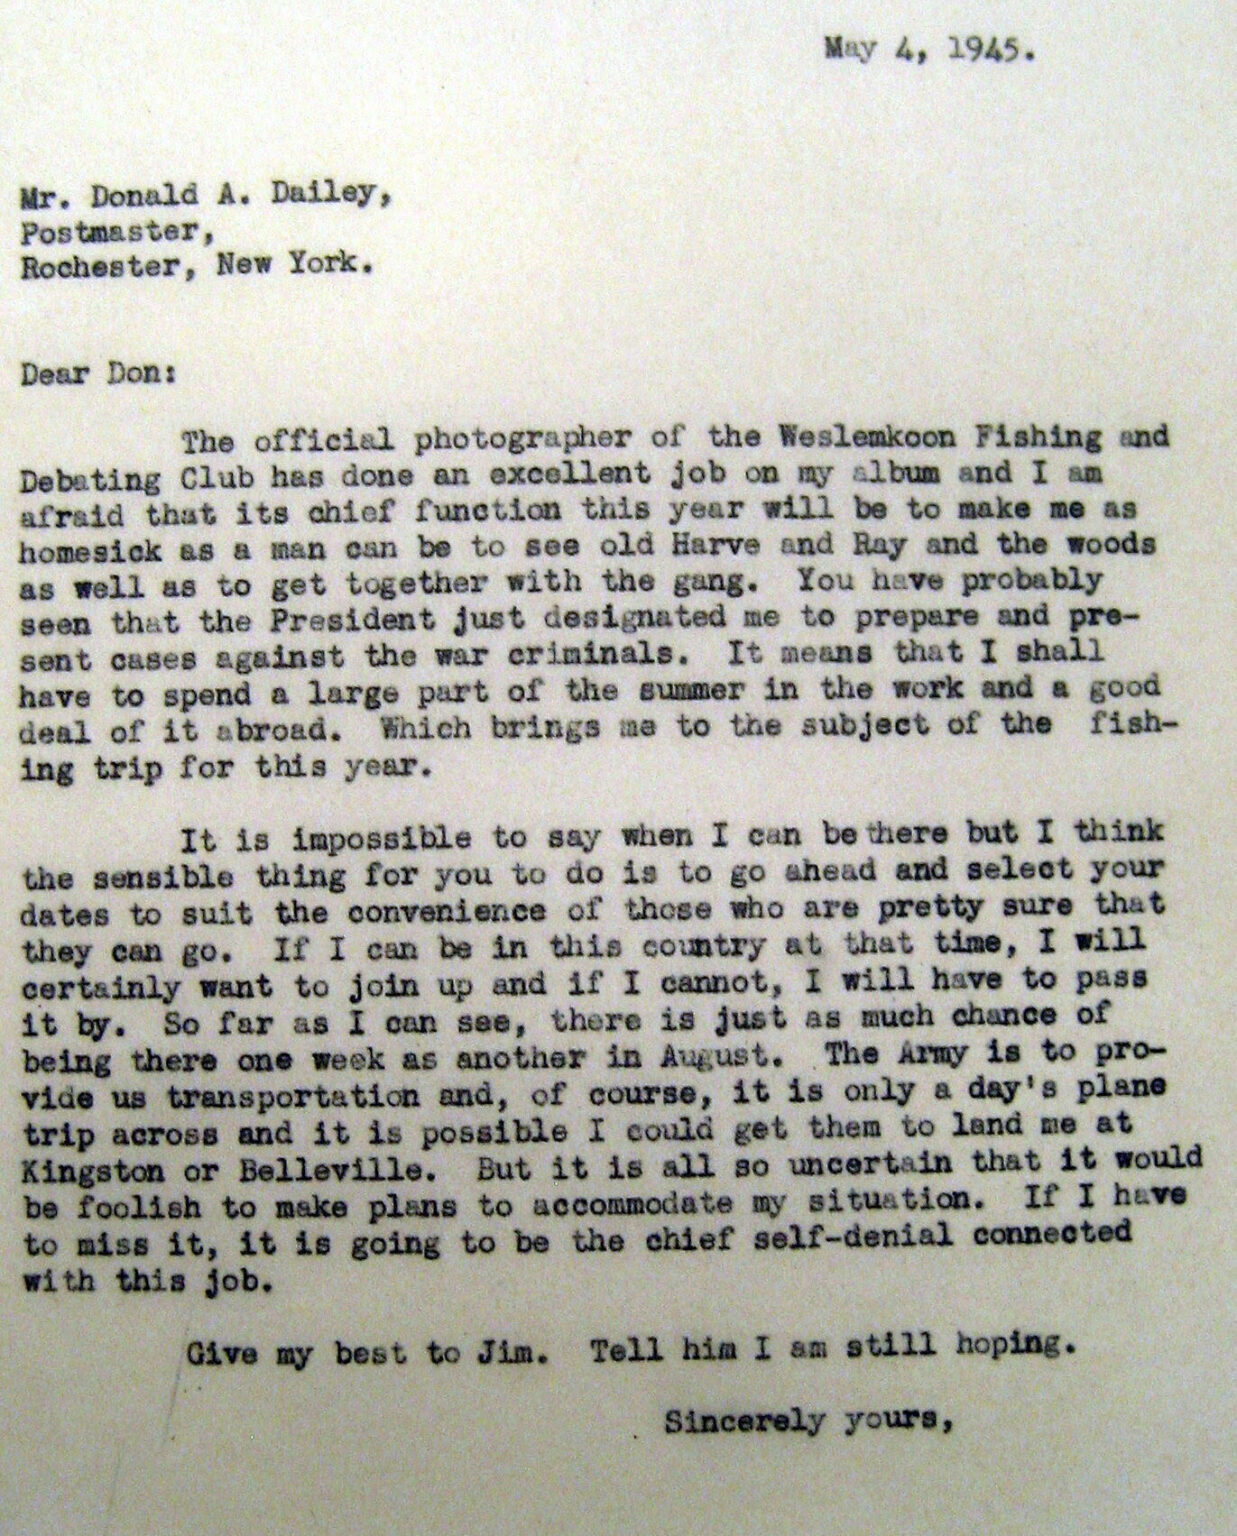 May 4, 1945.
Mr. Donald A. Dailey,
Postmaster,
Rochester, New York.
Dear Don:
The official photographer of the Weslemkoon Fishing and
Debating Club has done an excellent job on my album and I am
afraid that its chief function this year will be to make me as
homesick as a man can be to see old Harve and Ray and the woods
as well as to get together with the gang. You have probably
seen that the President just designated me to prepare and pre-
sent cases against the war criminals. It means that I shall
have to spend a large part of the summer in the work and a good
deal of it abroad. Which brings me to the subject of the fish-
ing trip for this year.
It is impossible to say when I can be there but I think
the sensible thing for you to do is to go ahead and select your
dates to suit the convenience of those who are pretty sure that
they can go. If I can be in this country at that time, I will
certainly want to join up and if I cannot, I will have to pass
it by. So far as I can see, there is just as much chance of
being there one week as another in August. The Army is to pro-
vide us transportation and, of course, it is only a day's plane
trip across and it is possible I could get them to land me at
Kingston or Belleville. But it is all so uncertain that it would
be foolish to make plans to accommodate my situation. If I have
to miss it, it is going to be the chief self-denial connected
with this job.
Give my best to Jim. Tell him I am still hoping.
Sincerely yours,